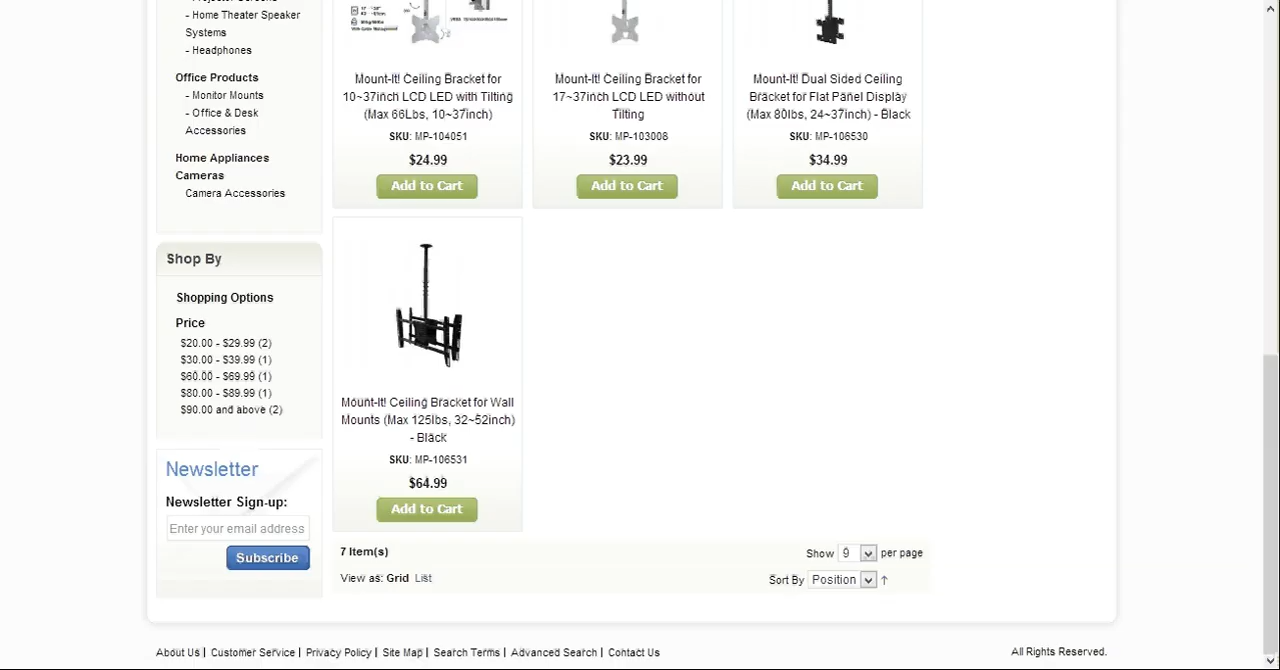 - Home Theater Speaker
Systems
- Headphones
Office Products
- Monitor Mounts
- Office & Desk
Accessories
Home Appliances
Cameras
Camera Accessories
Shop By
Shopping Options
Price
$20.00 - $29.99 (2)
$30.00 - $39.99 (1)
$60.00 - $69.99 (1)
$80.00 - $89.99 (1)
$90.00 and above (2)
Newsletter
Newsletter Sign-up:
Enter your email address
Subscribe
Mount-It! Ceiling Bracket for
10~37inch LCD LED with Tilting
(Max 66Lbs, 10~37inch)
SKU: MP-104051
$24.99
Add to Cart
Mount-It! Ceiling Bracket for
17~37inch LCD LED without
Tilting
SKU: MP-103008
$23.99
Add to Cart
Mount-It! Dual Sided Ceiling
Bracket for Flat Panel Display
(Max 80lbs, 24~37inch) - Black
SKU: MP-106530
$34.99
Add to Cart
Mount-It! Ceiling Bracket for Wall
Mounts (Max 125lbs, 32~52inch)
- Black
SKU: MP-106531
$64.99
Add to Cart
7 Item(s)
Show 9 per page
View as: Grid List
Sort By Position
About Us | Customer Service | Privacy Policy | Site Map | Search Terms | Advanced Search | Contact Us
All Rights Reserved.